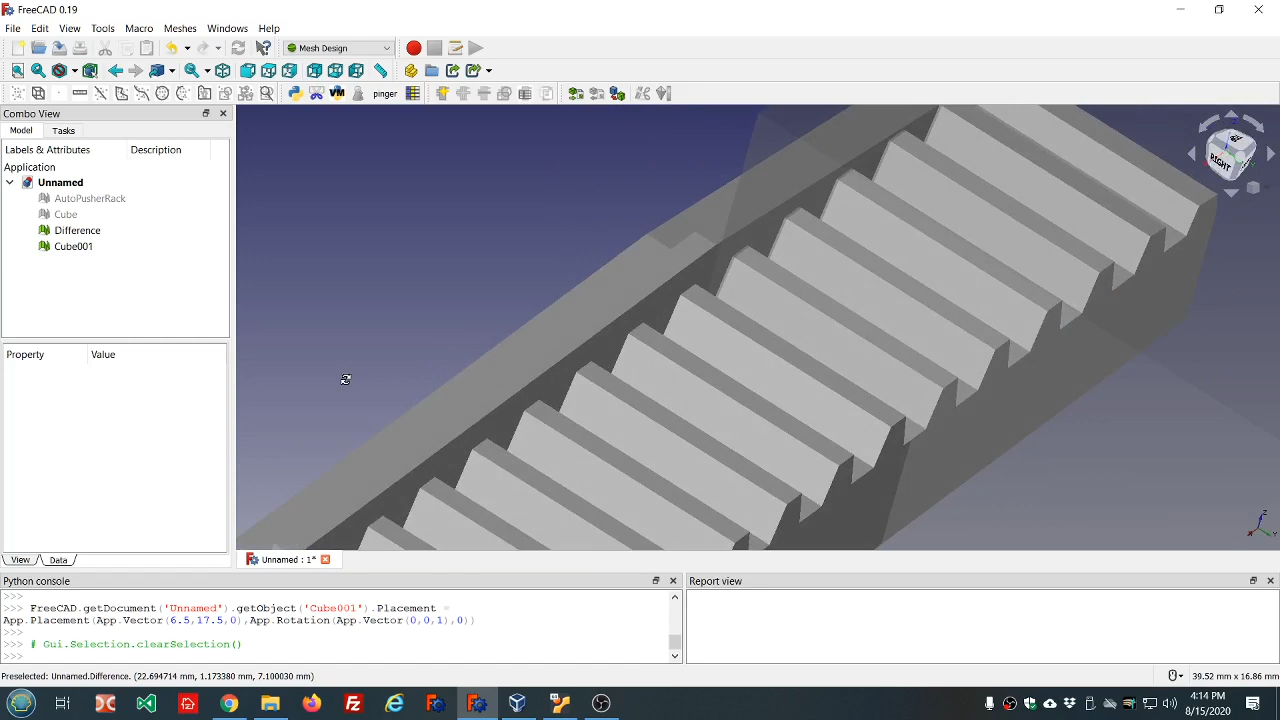 FreeCAD 0.19
File Edit View Tools Macro Meshes Windows Help
Mesh Design
VM pinger
Combo View
Model Tasks
Labels & Attributes Description
Application
Unnamed
AutoPusherRack
Cube
Difference
Cube001
Property Value
View Data
RIGHT
Unnamed : 1*
Python console
>>>
>>> FreeCAD.getDocument('Unnamed').getObject('Cube001').Placement =
App.Placement(App.Vector(6.5,17.5,0),App.Rotation(App.Vector(0,0,1),0))
>>>
>>> # Gui.Selection.clearSelection()
>>>
Report view
Preselected: Unnamed.Difference. (22.694714 mm, 1.173380 mm, 7.100030 mm)
39.52 mm x 16.86 mm
4:14 PM
8/15/2020